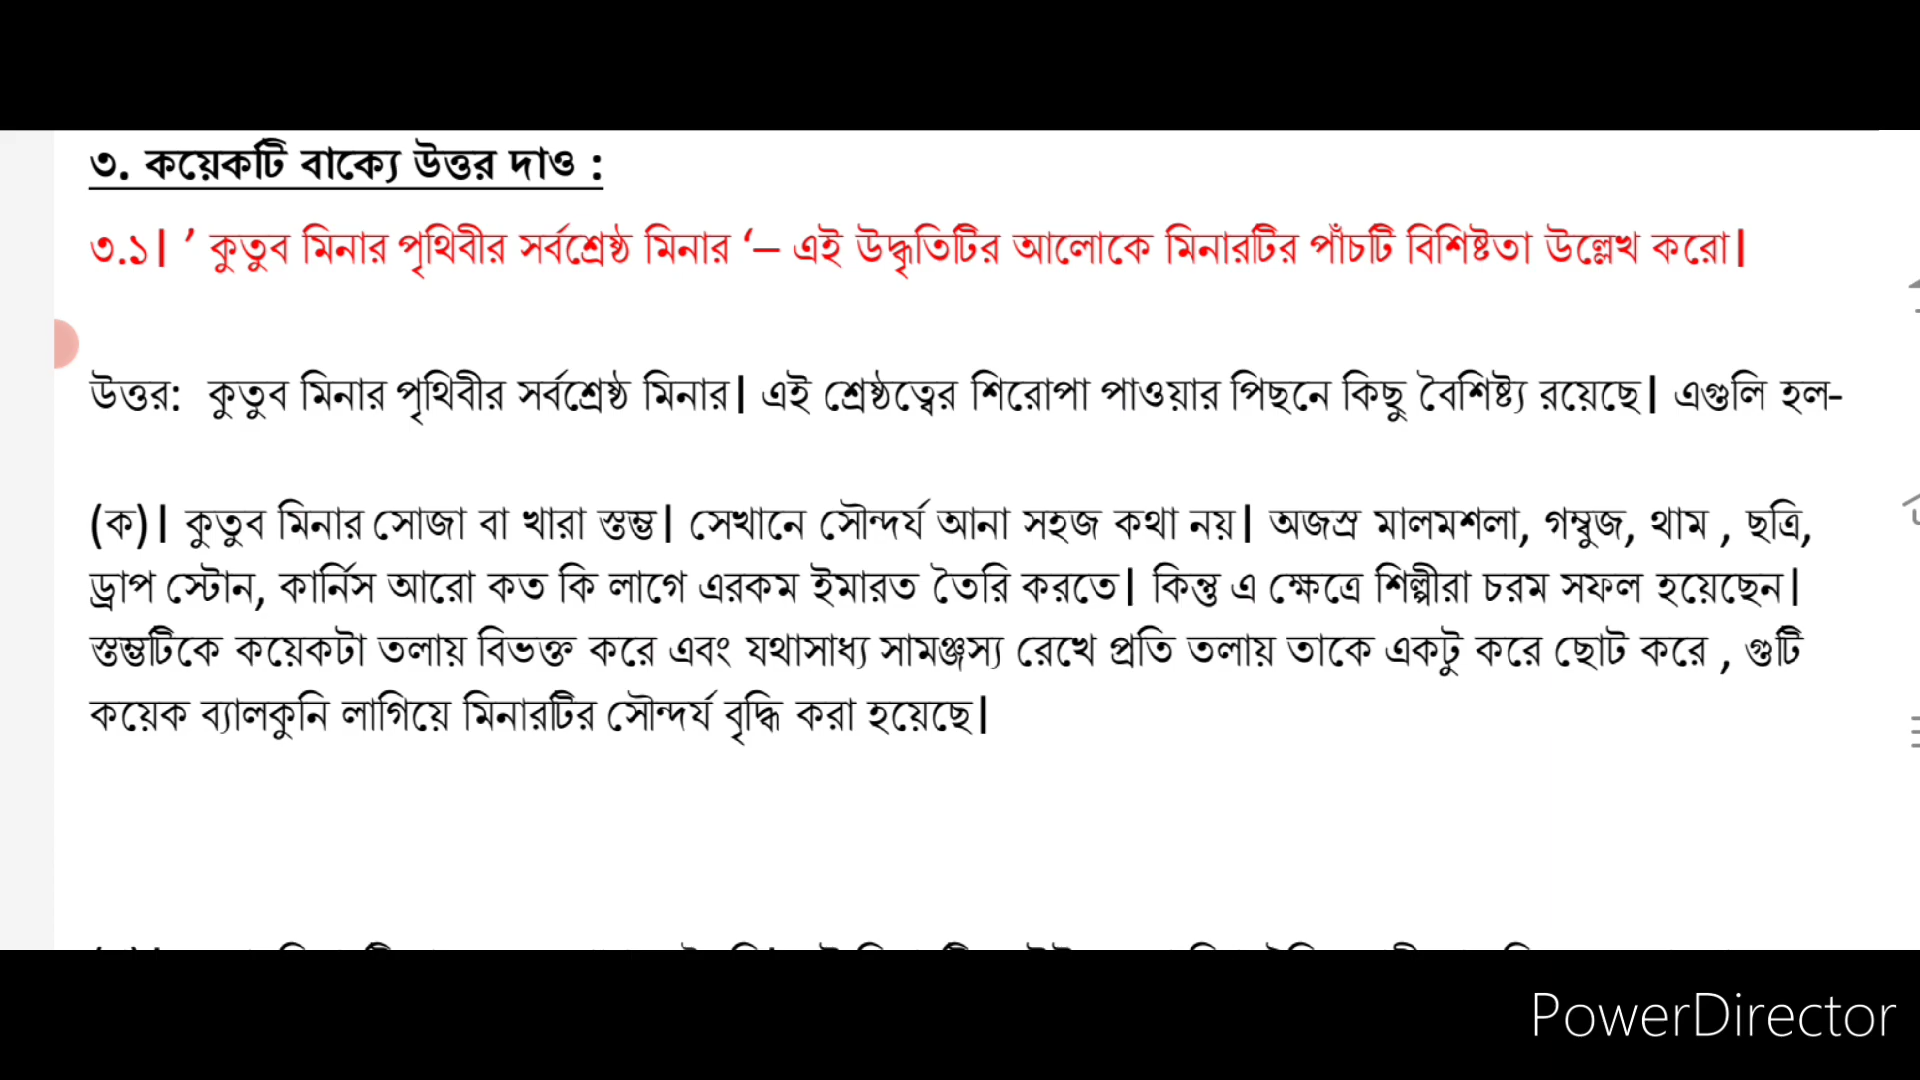 ৩. কয়েকটি বাক্যে উত্তর দাও :
৩.১| ’ কুতুব মিনার পৃথিবীর সর্বশ্রেষ্ঠ মিনার ‘– এই উদ্ধৃতিটির আলোকে মিনারটির পাঁচটি বিশিষ্টতা উল্লেখ করো|
উত্তর: কুতুব মিনার পৃথিবীর সর্বশ্রেষ্ঠ মিনার| এই শ্রেষ্ঠত্বের শিরোপা পাওয়ার পিছনে কিছু বৈশিষ্ট্য রয়েছে| এগুলি হল-
(ক)| কুতুব মিনার সোজা বা খারা স্তম্ভ| সেখানে সৌন্দর্য আনা সহজ কথা নয়| অজস্র মালমশলা, গম্বুজ, থাম , ছত্রি,
ড্রাপ স্টোন, কার্নিস আরো কত কি লাগে এরকম ইমারত তৈরি করতে| কিন্তু এ ক্ষেত্রে শিল্পীরা চরম সফল হয়েছেন|
স্তম্ভটিকে কয়েকটা তলায় বিভক্ত করে এবং যথাসাধ্য সামঞ্জস্য রেখে প্রতি তলায় তাকে একটু করে ছোট করে , গুটি
কয়েক ব্যালকুনি লাগিয়ে মিনারটির সৌন্দর্য বৃদ্ধি করা হয়েছে|
PowerDirector